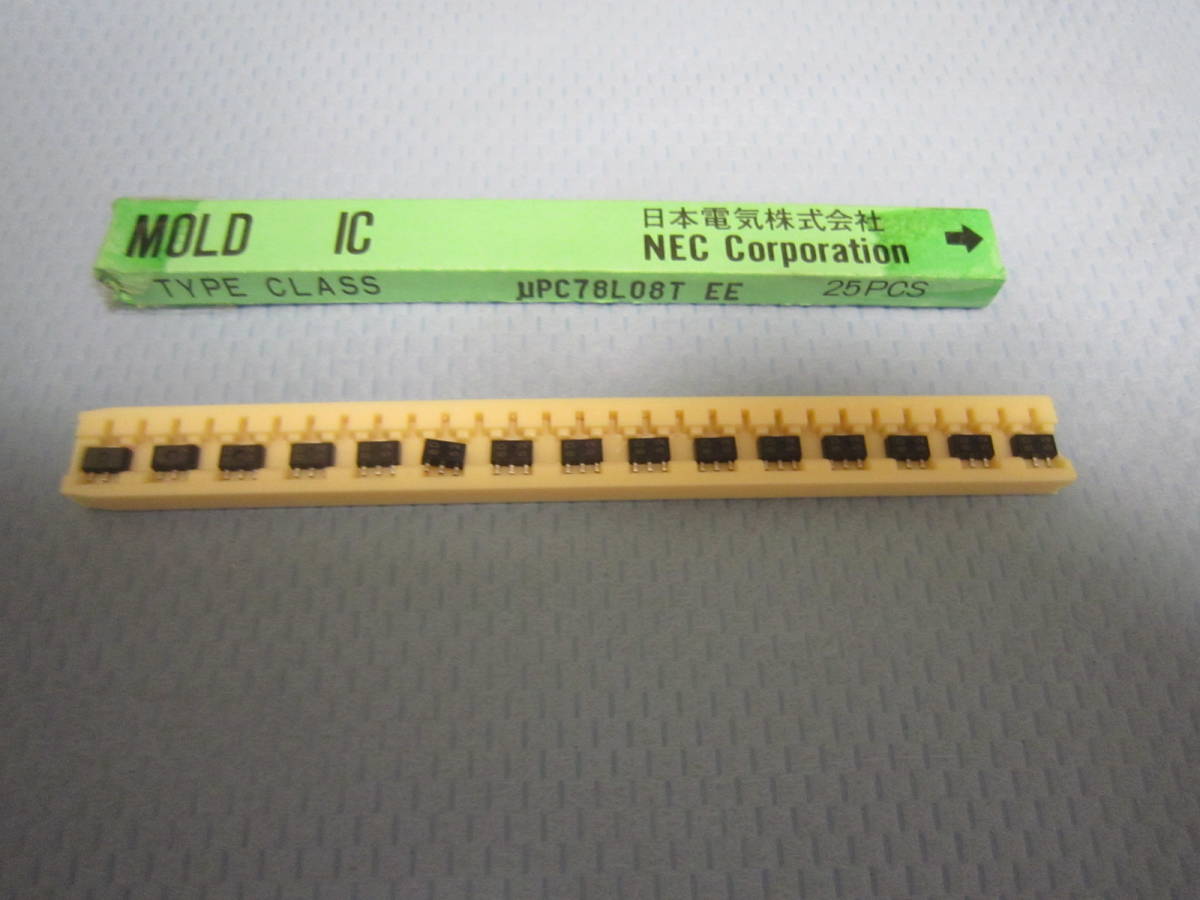 MOLD IC
日本電気株式会社
NEC Corporation
TYPE CLASS µPC78L08T EE 25PCS